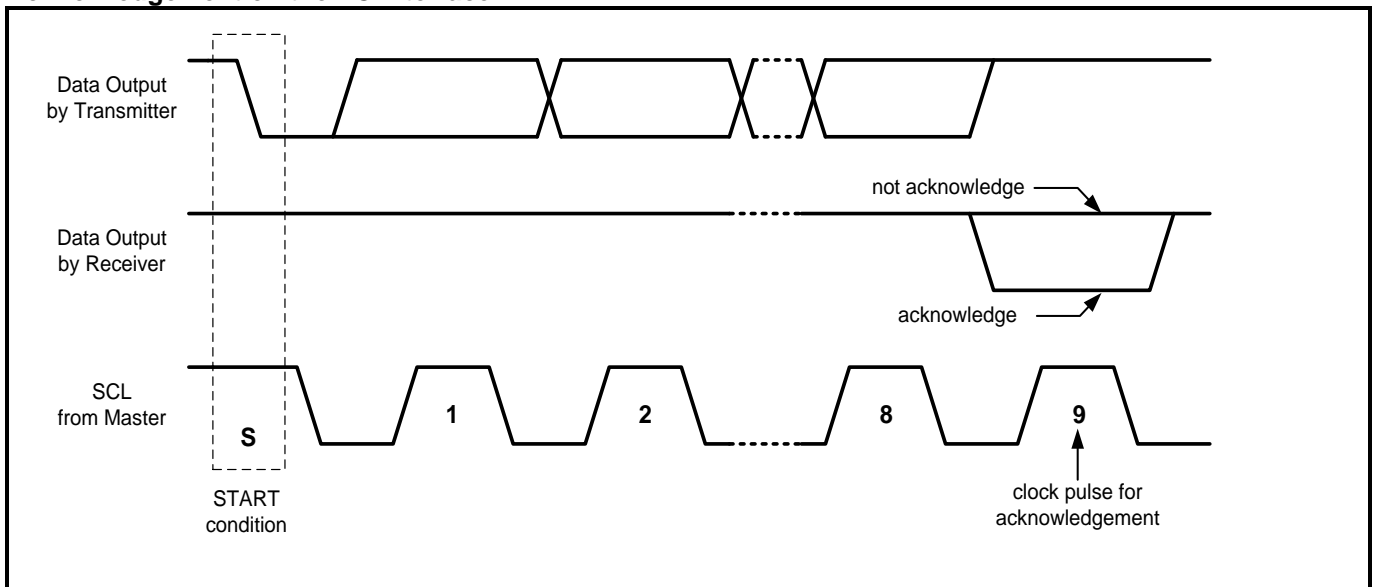 Data Output
by Transmitter
not acknowledge
Data Output
by Receiver
acknowledge
SCL
from Master
S
1
2
8
9
START
condition
clock pulse for
acknowledgement